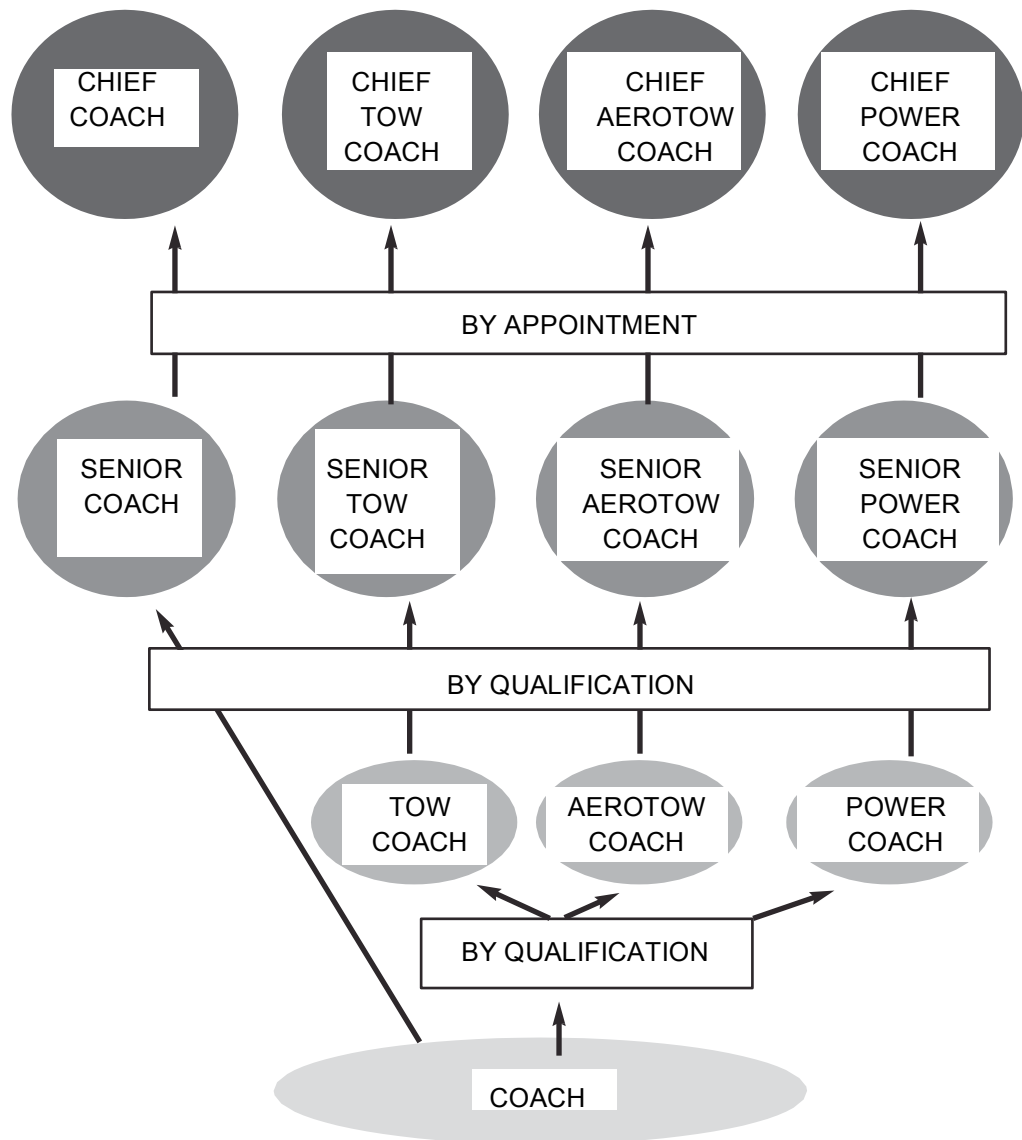 CHIEF
COACH
CHIEF
TOW
COACH
CHIEF
AEROTOW
COACH
CHIEF
POWER
COACH
BY APPOINTMENT
SENIOR
COACH
SENIOR
TOW
COACH
SENIOR
AEROTOW
COACH
SENIOR
POWER
COACH
BY QUALIFICATION
TOW
COACH
AEROTOW
COACH
POWER
COACH
BY QUALIFICATION
COACH